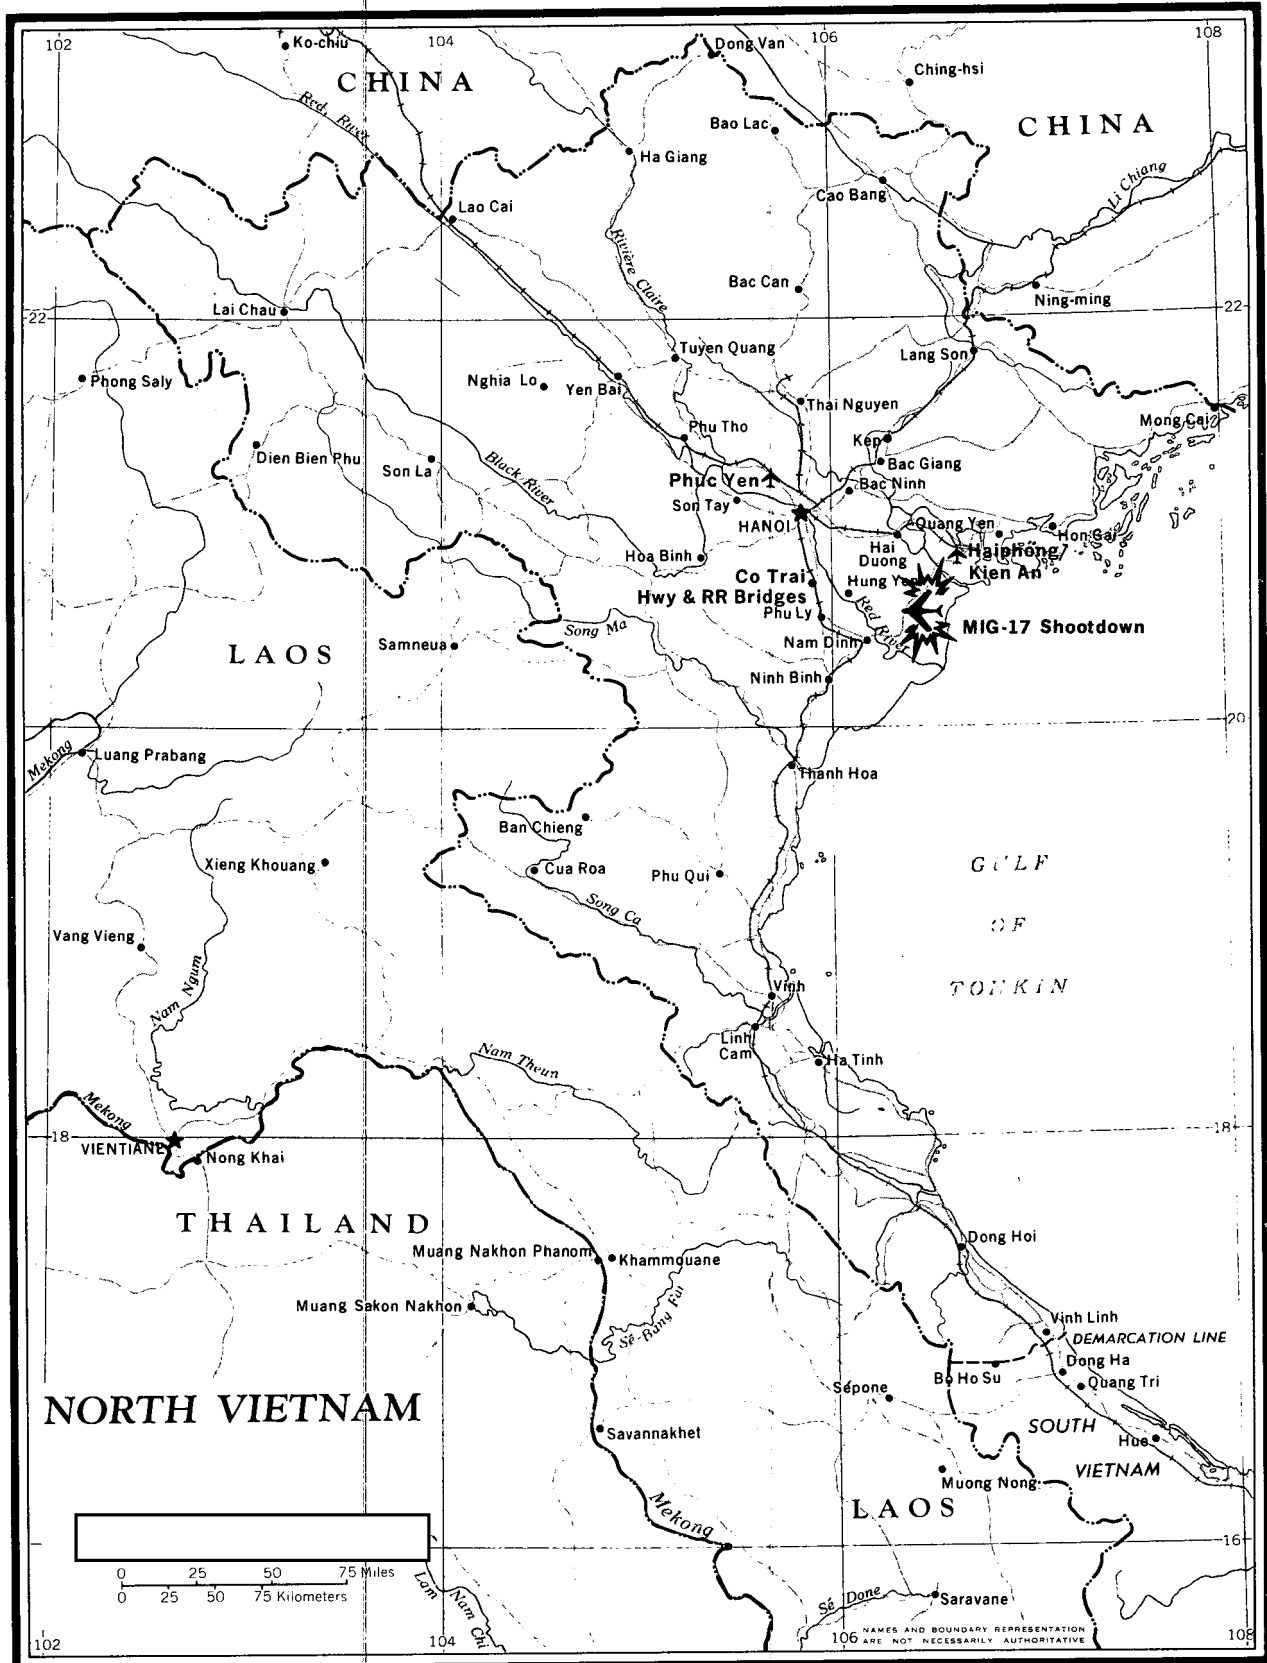 102
104
106
108
Ko-chiu
CHINA
Dong Van
Ching-hsi
CHINA
Red River
Bao Lac
Ha Giang
Cao Bang
Li Chiang
Lao Cai
Rivière Claire
Bac Can
Ning-ming
Lai Chau
22
22
Tuyen Quang
Lang Son
Phong Saly
Nghia Lo
Yen Bai
Thai Nguyen
Mong Cai
Phu Tho
Kep
Dien Bien Phu
Son La
Black River
Bac Giang
Phuc Yen
Bac Ninh
Son Tay
HANOI
Quang Yen
Hon Gai
Hai
Duong
Haiphong/
Kien An
Hoa Binh
Co Trai
Hwy & RR Bridges
Hung Yen
Phu Ly
Red River
MIG-17 Shootdown
Song Ma
Nam Dinh
LAOS
Samneua
Ninh Binh
20
Mekong
Luang Prabang
Thanh Hoa
Ban Chieng
Xieng Khouang
Cua Roa
Phu Qui
GULF
OF
TONKIN
Song Ca
Vang Vieng
Nam Ngum
Vinh
Linh
Cam
Ha Tinh
Nam Theun
Mekong
18
18
VIENTIANE
Nong Khai
THAILAND
Dong Hoi
Muang Nakhon Phanom
Khammouane
Muang Sakon Nakhon
Sé-Bang Fai
Vinh Linh
DEMARCATION LINE
Dong Ha
Bo Ho Su
Quang Tri
Sépone
NORTH VIETNAM
SOUTH
VIETNAM
Hue
Savannakhet
Muong Nong
LAOS
Mekong
16
0 25 50 75 Miles
0 25 50 75 Kilometers
Lam
Nam Chi
Sé Done
Saravane
NAMES AND BOUNDARY REPRESENTATION
ARE NOT NECESSARILY AUTHORITATIVE
102
104
106
108